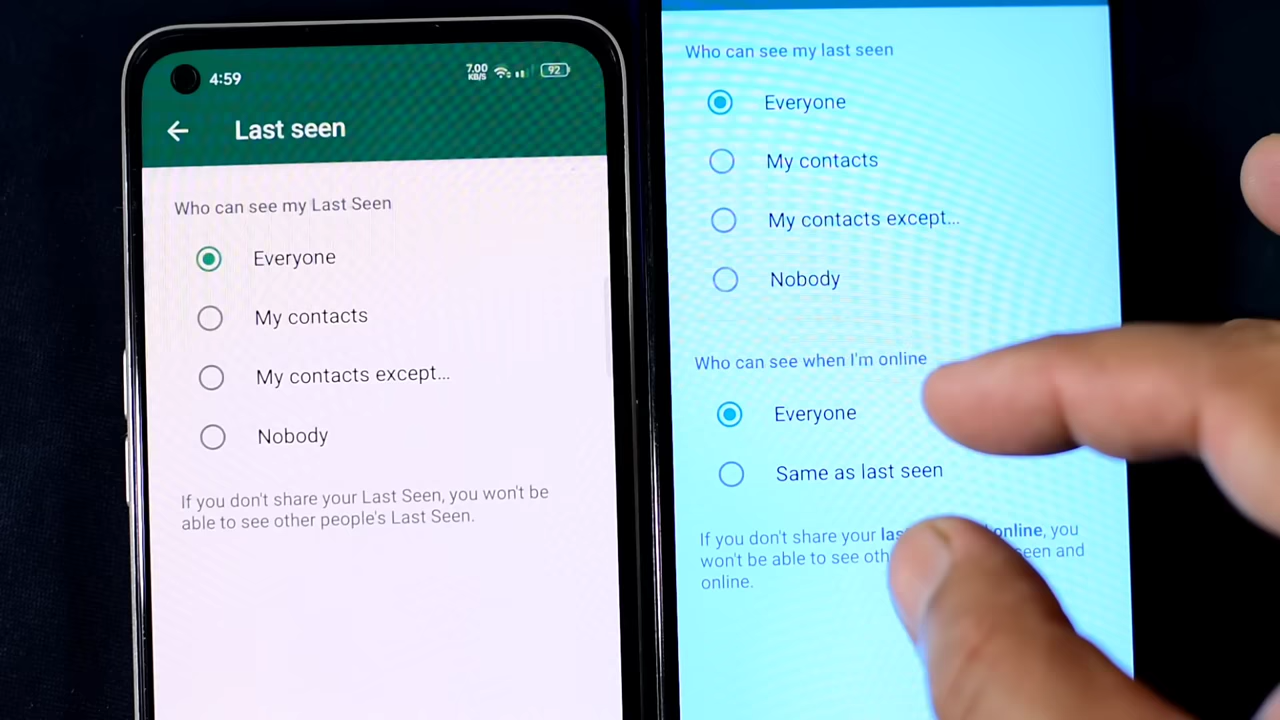 4:59
7.00
KB/S
92
Last seen
Who can see my Last Seen
Everyone
My contacts
My contacts except...
Nobody
If you don't share your Last Seen, you won't be
able to see other people's Last Seen.
Who can see my last seen
Everyone
My contacts
My contacts except...
Nobody
Who can see when I'm online
Everyone
Same as last seen
If you don't share your online, you
won't be able to see and
online.